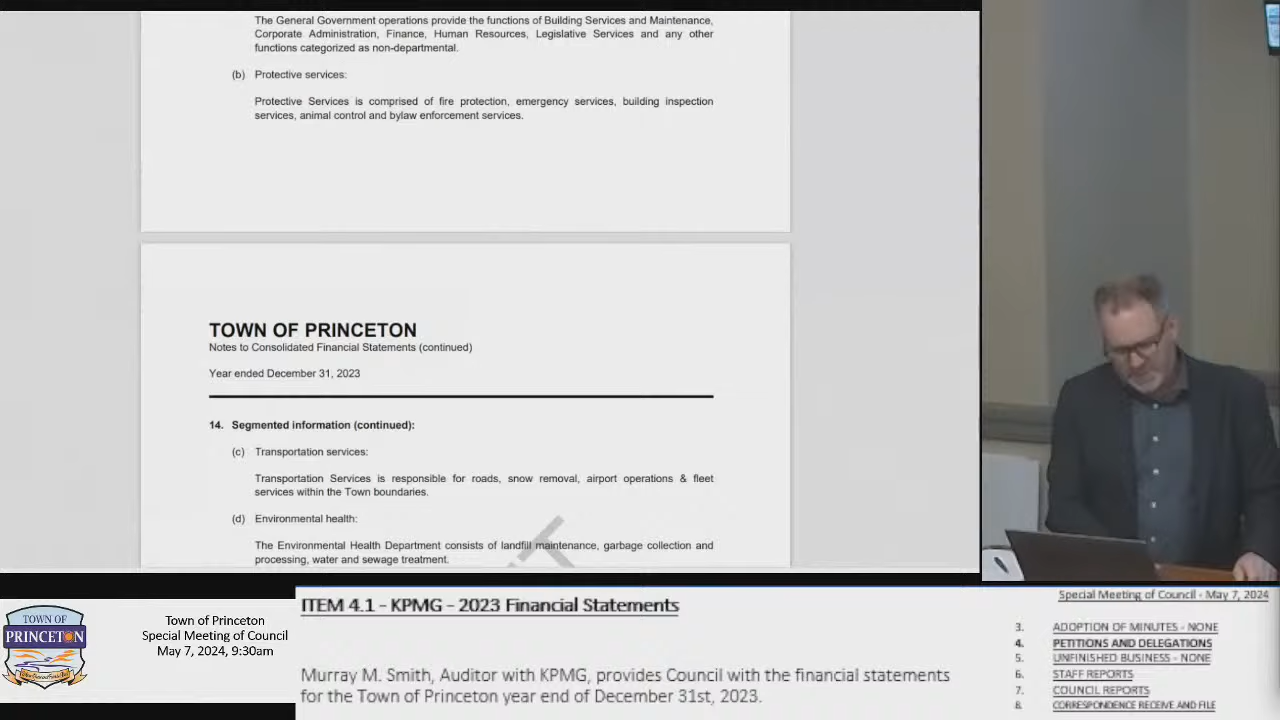 The General Government operations provide the functions of Building Services and Maintenance,
Corporate Administration, Finance, Human Resources, Legislative Services and any other
functions categorized as non-departmental.
(b) Protective services:
Protective Services is comprised of fire protection, emergency services, building inspection
services, animal control and bylaw enforcement services.
TOWN OF PRINCETON
Notes to Consolidated Financial Statements (continued)
Year ended December 31, 2023
14. Segmented information (continued):
(c) Transportation services:
Transportation Services is responsible for roads, snow removal, airport operations & fleet
services within the Town boundaries.
(d) Environmental health:
The Environmental Health Department consists of landfill maintenance, garbage collection and
processing, water and sewage treatment.
TOWN OF
PRINCETON
Town of Princeton
Special Meeting of Council
May 7, 2024, 9:30am
ITEM 4.1 - KPMG - 2023 Financial Statements
Murray M. Smith, Auditor with KPMG, provides Council with the financial statements
for the Town of Princeton year end of December 31st, 2023.
Special Meeting of Council - May 7, 2024
3. ADOPTION OF MINUTES - NONE
4. PETITIONS AND DELEGATIONS
5. UNFINISHED BUSINESS - NONE
6. STAFF REPORTS
7. COUNCIL REPORTS
8. CORRESPONDENCE RECEIVE AND FILE